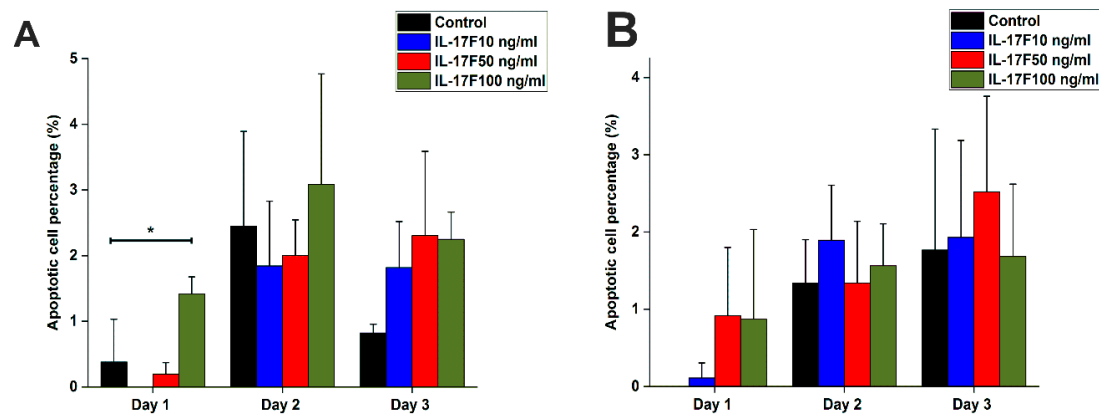 A
Control
IL-17F10 ng/ml
IL-17F50 ng/ml
IL-17F100 ng/ml
Apoptotic cell percentage (%)
5
4
3
2
1
0
*
Day 1
Day 2
Day 3
B
Control
IL-17F10 ng/ml
IL-17F50 ng/ml
IL-17F100 ng/ml
Apoptotic cell percentage (%)
4
3
2
1
0
Day 1
Day 2
Day 3